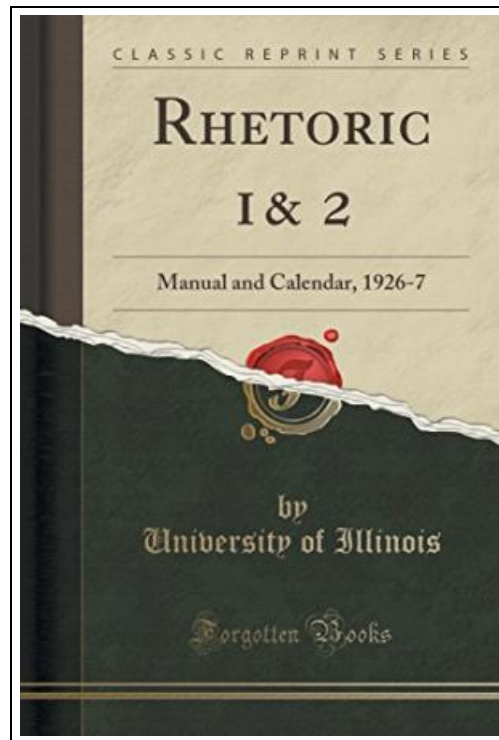 CLASSIC REPRINT SERIES
RHETORIC
1 & 2
Manual and Calendar, 1926-7
by
University of Illinois
Forgotten Books